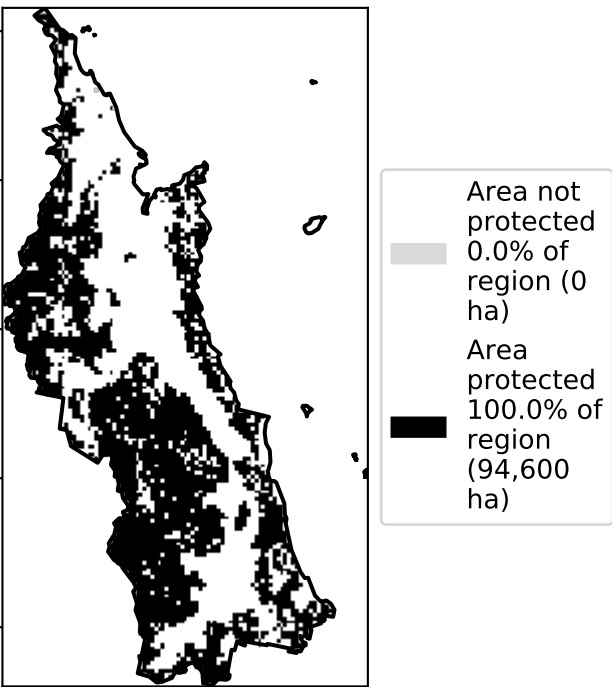 Area not
protected
0.0% of
region (0
ha)
Area
protected
100.0% of
region
(94,600
ha)